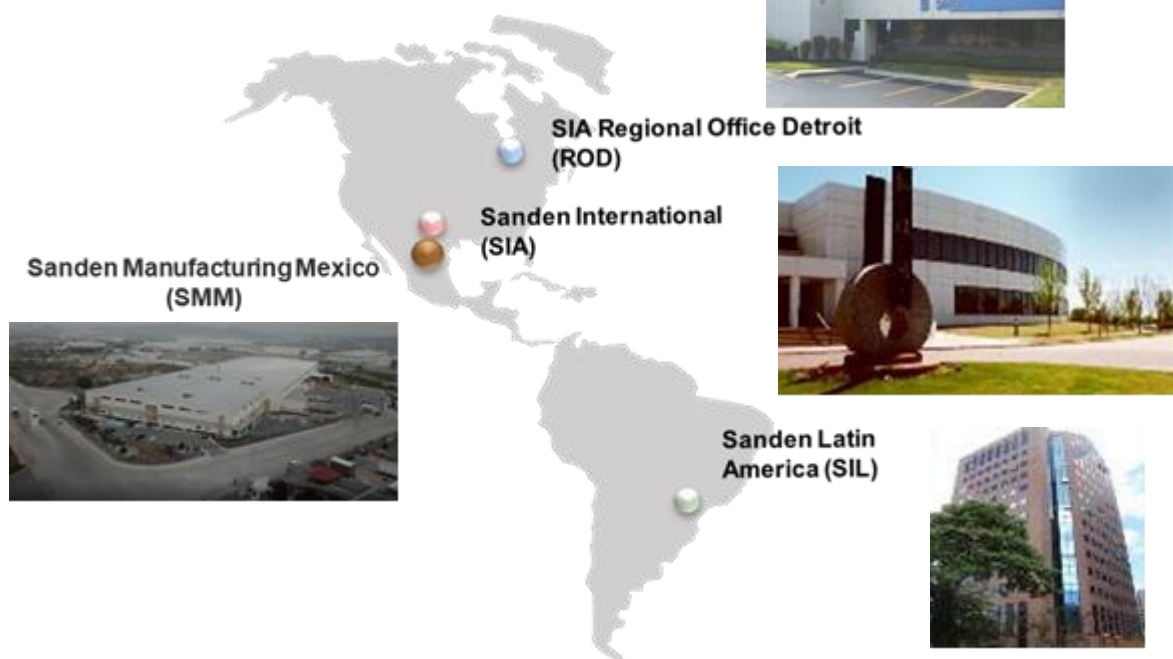 SIA Regional Office Detroit
(ROD)
Sanden International
(SIA)
Sanden Manufacturing Mexico
(SMM)
Sanden Latin
America (SIL)